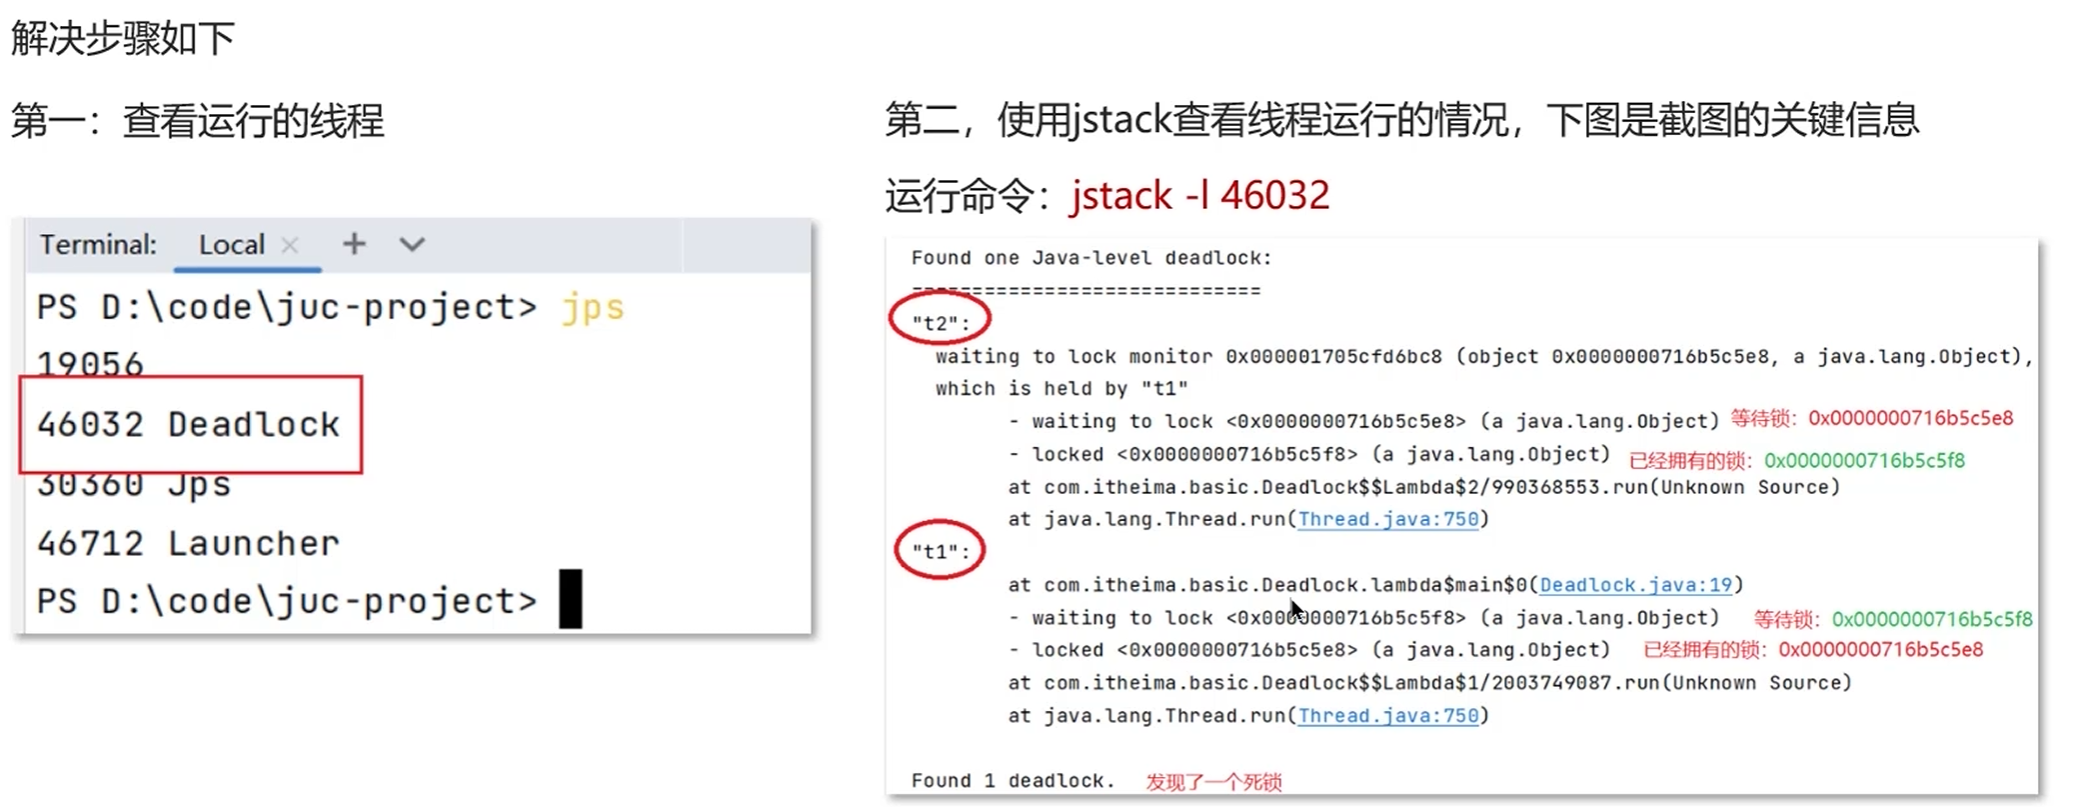 解决步骤如下
第一：查看运行的线程
Terminal: Local × +
PS D:\code\juc-project> jps
19056
46032 Deadlock
30360 Jps
46712 Launcher
PS D:\code\juc-project>
第二，使用jstack查看线程运行的情况，下图是截图的关键信息
运行命令：jstack -l 46032
Found one Java-level deadlock:
=============================
"t2":
waiting to lock monitor 0x000001705cfd6bc8 (object 0x0000000716b5c5e8, a java.lang.Object),
which is held by "t1"
- waiting to lock <0x0000000716b5c5e8> (a java.lang.Object) 等待锁：0x0000000716b5c5e8
- locked <0x0000000716b5c5f8> (a java.lang.Object) 已经拥有的锁：0x0000000716b5c5f8
at com.itheima.basic.Deadlock$$Lambda$2/990368553.run(Unknown Source)
at java.lang.Thread.run(Thread.java:750)
"t1":
at com.itheima.basic.Deadlock.lambda$main$0(Deadlock.java:19)
- waiting to lock <0x0000000716b5c5f8> (a java.lang.Object) 等待锁：0x0000000716b5c5f8
- locked <0x0000000716b5c5e8> (a java.lang.Object) 已经拥有的锁：0x0000000716b5c5e8
at com.itheima.basic.Deadlock$$Lambda$1/2003749087.run(Unknown Source)
at java.lang.Thread.run(Thread.java:750)
Found 1 deadlock. 发现了一个死锁